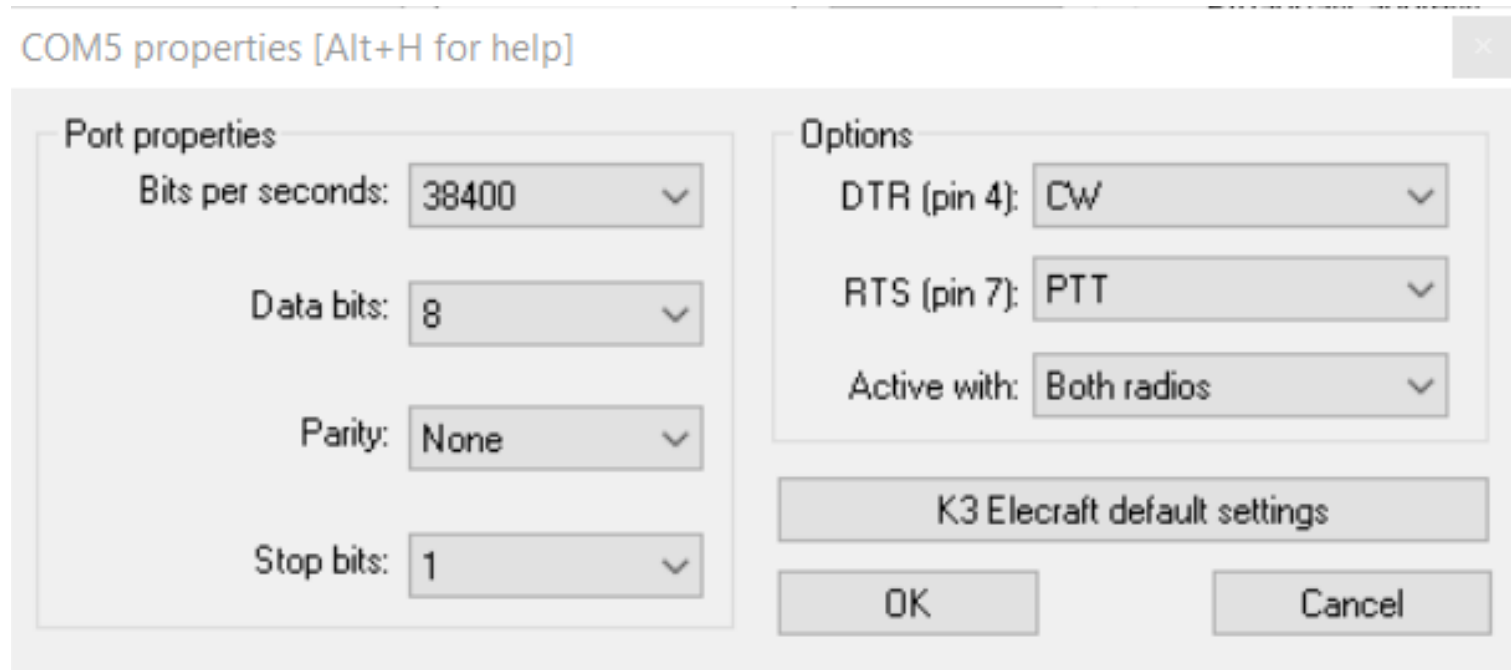 COM5 properties [Alt+H for help]
Port properties
Bits per seconds: 38400
Data bits: 8
Parity: None
Stop bits: 1
Options
DTR (pin 4): CW
RTS (pin 7): PTT
Active with: Both radios
K3 Elecraft default settings
OK Cancel